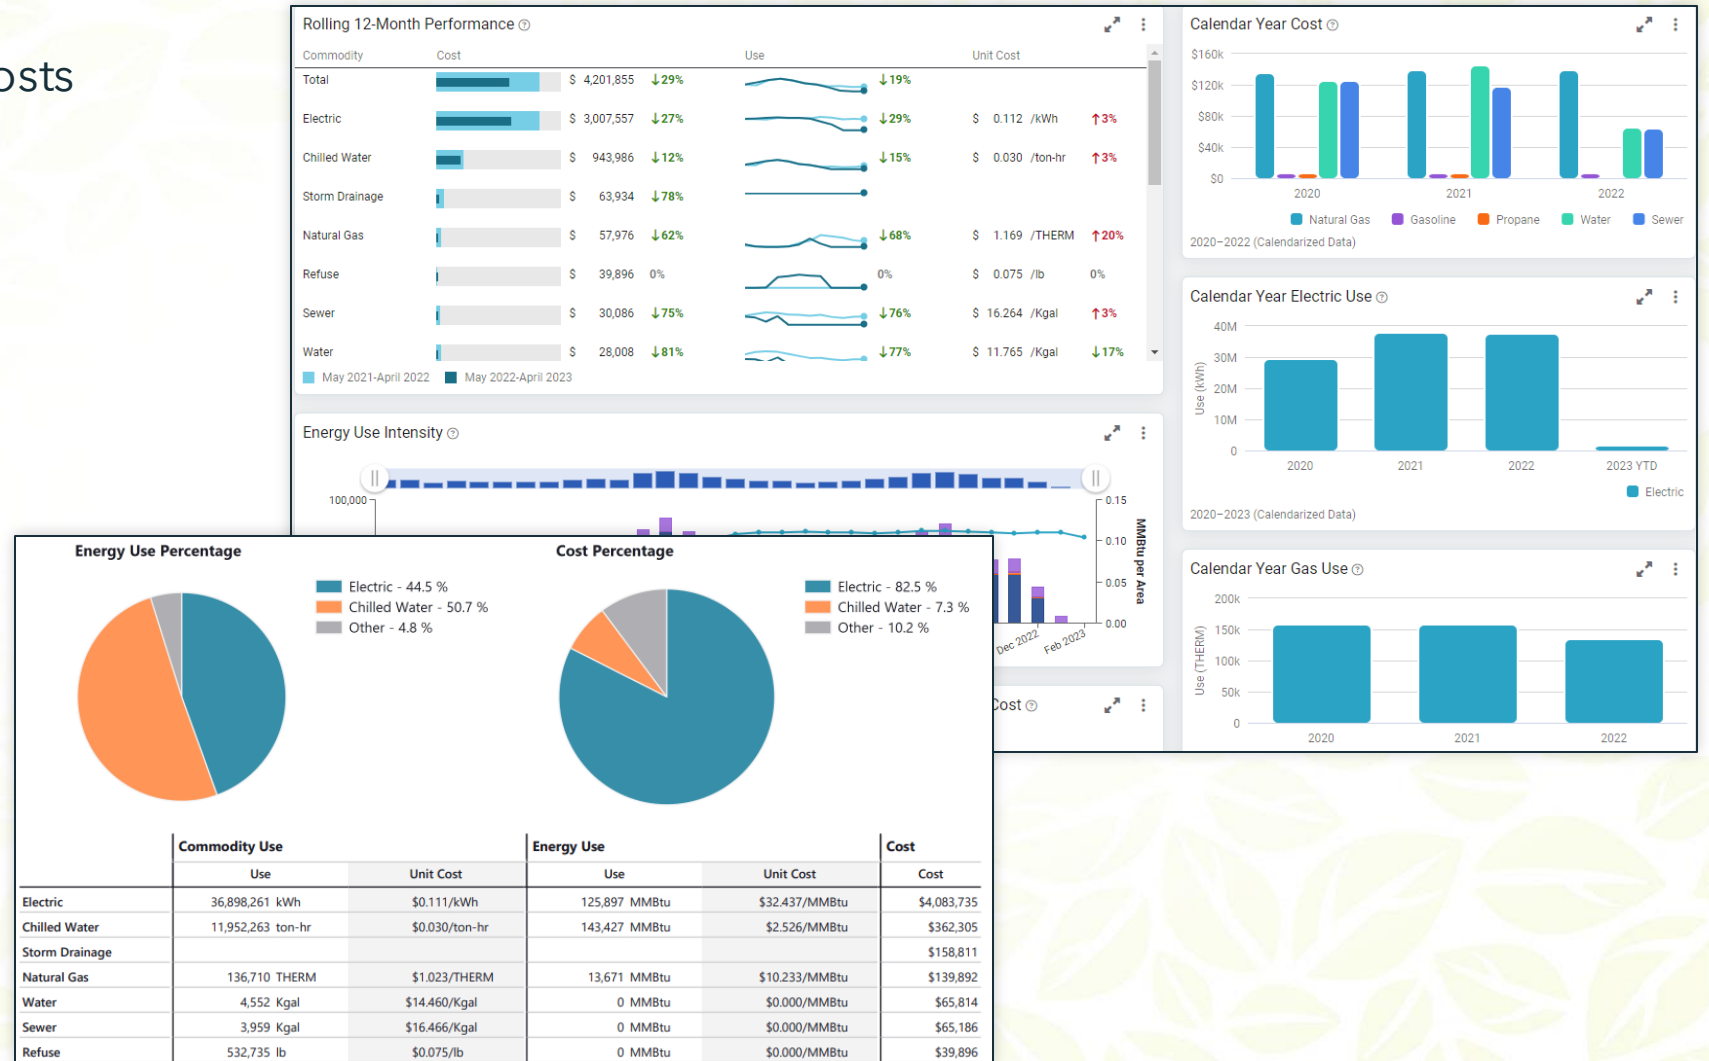 osts
Rolling 12-Month Performance
Commodity Cost Use Unit Cost
Total $ 4,201,855 ↓29% ↓19%
Electric $ 3,007,557 ↓27% ↓29% $ 0.112 /kWh ↑3%
Chilled Water $ 943,986 ↓12% ↓15% $ 0.030 /ton-hr ↑3%
Storm Drainage $ 63,934 ↓78%
Natural Gas $ 57,976 ↓62% ↓68% $ 1.169 /THERM ↑20%
Refuse $ 39,896 0% 0% $ 0.075 /lb 0%
Sewer $ 30,086 ↓75% ↓76% $ 16.264 /Kgal ↑3%
Water $ 28,008 ↓81% ↓77% $ 11.765 /Kgal ↓17%
May 2021-April 2022 May 2022-April 2023
Calendar Year Cost
$160k
$120k
$80k
$40k
$0
2020 2021 2022
Natural Gas Gasoline Propane Water Sewer
2020–2022 (Calendarized Data)
Calendar Year Electric Use
Use (kWh)
40M
30M
20M
10M
0
2020 2021 2022 2023 YTD
Electric
2020–2023 (Calendarized Data)
Energy Use Intensity
100,000
0.15
0.10
0.05
0.00
MMBtu per Area
Dec 2022 Feb 2023
Cost
Calendar Year Gas Use
Use (THERM)
200k
150k
100k
50k
0
2020 2021 2022
Energy Use Percentage
Electric - 44.5 %
Chilled Water - 50.7 %
Other - 4.8 %
Cost Percentage
Electric - 82.5 %
Chilled Water - 7.3 %
Other - 10.2 %
Commodity Use Energy Use Cost
Use Unit Cost Use Unit Cost Cost
Electric 36,898,261 kWh $0.111/kWh 125,897 MMBtu $32.437/MMBtu $4,083,735
Chilled Water 11,952,263 ton-hr $0.030/ton-hr 143,427 MMBtu $2.526/MMBtu $362,305
Storm Drainage $158,811
Natural Gas 136,710 THERM $1.023/THERM 13,671 MMBtu $10.233/MMBtu $139,892
Water 4,552 Kgal $14.460/Kgal 0 MMBtu $0.000/MMBtu $65,814
Sewer 3,959 Kgal $16.466/Kgal 0 MMBtu $0.000/MMBtu $65,186
Refuse 532,735 lb $0.075/lb 0 MMBtu $0.000/MMBtu $39,896